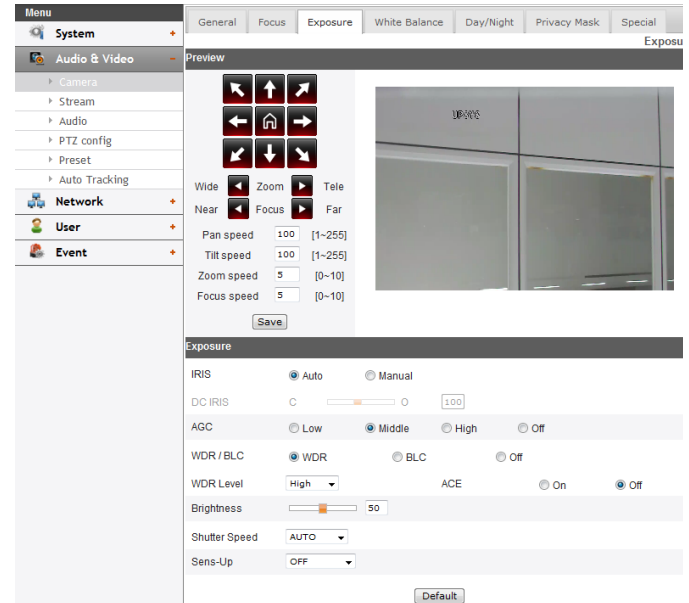 Menu
System +
Audio & Video −
Camera
Stream
Audio
PTZ config
Preset
Auto Tracking
Network +
User +
Event +
General Focus Exposure White Balance Day/Night Privacy Mask Special
Preview
Wide Zoom Tele
Near Focus Far
Pan speed 100 [1~255]
Tilt speed 100 [1~255]
Zoom speed 5 [0~10]
Focus speed 5 [0~10]
Save
Exposure
IRIS Auto Manual
DC IRIS C O 100
AGC Low Middle High Off
WDR / BLC WDR BLC Off
WDR Level High ACE On Off
Brightness 50
Shutter Speed AUTO
Sens-Up OFF
Default